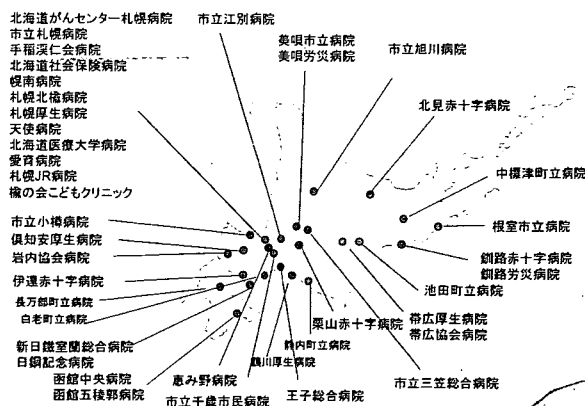 北海道がんセンター札幌病院
市立札幌病院
手稲渓仁会病院
北海道社会保険病院
幌南病院
札幌北楡病院
札幌厚生病院
天使病院
北海道医療大学病院
愛育病院
札幌JR病院
楡の会こどもクリニック
市立江別病院
美唄市立病院
美唄労災病院
市立旭川病院
北見赤十字病院
中標津町立病院
根室市立病院
釧路赤十字病院
釧路労災病院
池田町立病院
帯広厚生病院
帯広協会病院
市立三笠総合病院
栗山赤十字病院
静内町立病院
鶴川厚生病院
王子総合病院
恵み野病院
市立千歳市民病院
市立小樽病院
倶知安厚生病院
岩内協会病院
伊達赤十字病院
長万部町立病院
白老町立病院
新日鐵室蘭総合病院
日鋼記念病院
函館中央病院
函館五稜郭病院